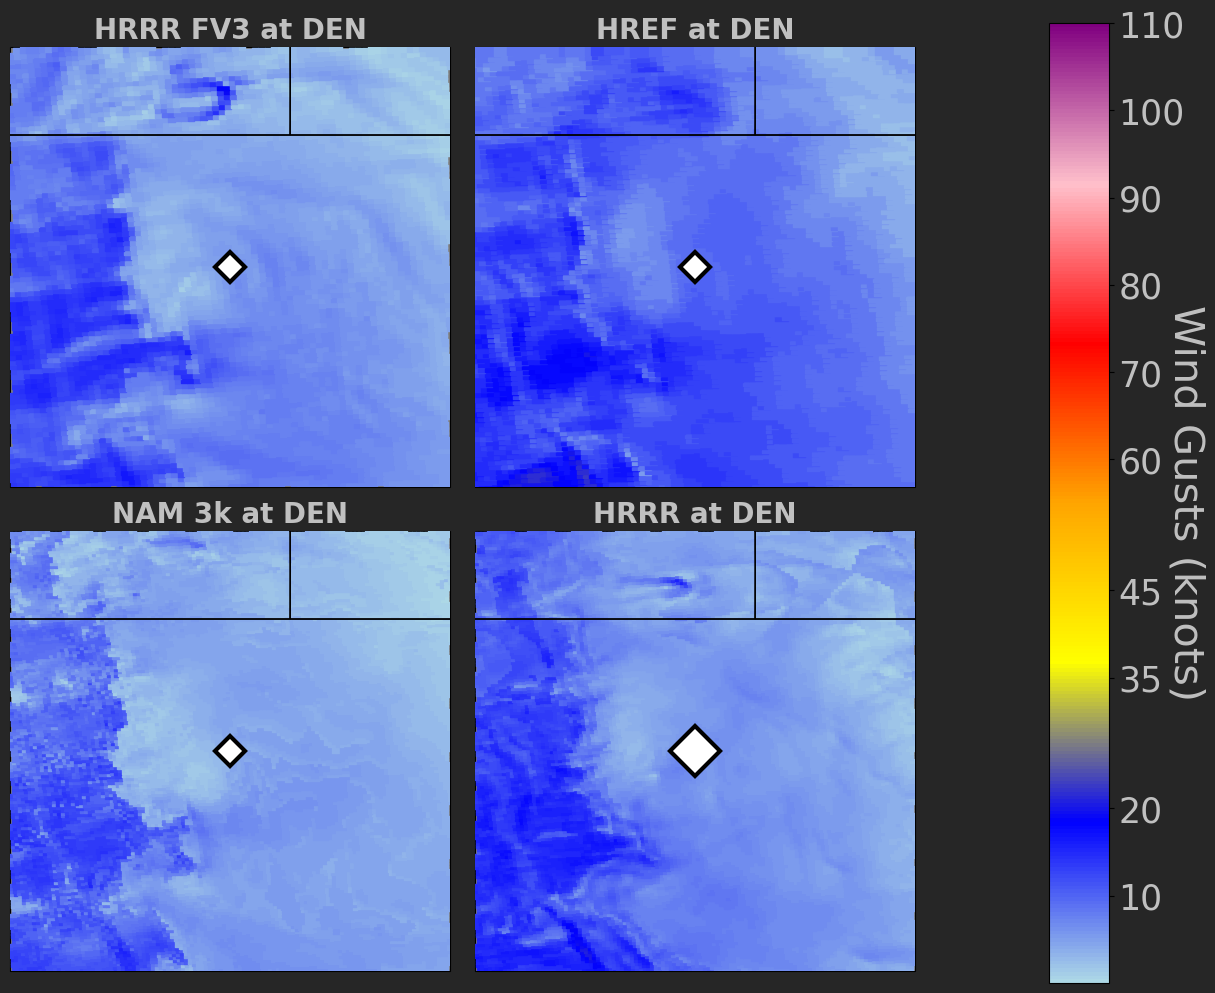 HRRR FV3 at DEN
HREF at DEN
NAM 3k at DEN
HRRR at DEN
110
100
90
80
70
60
45
35
20
10
Wind Gusts (knots)